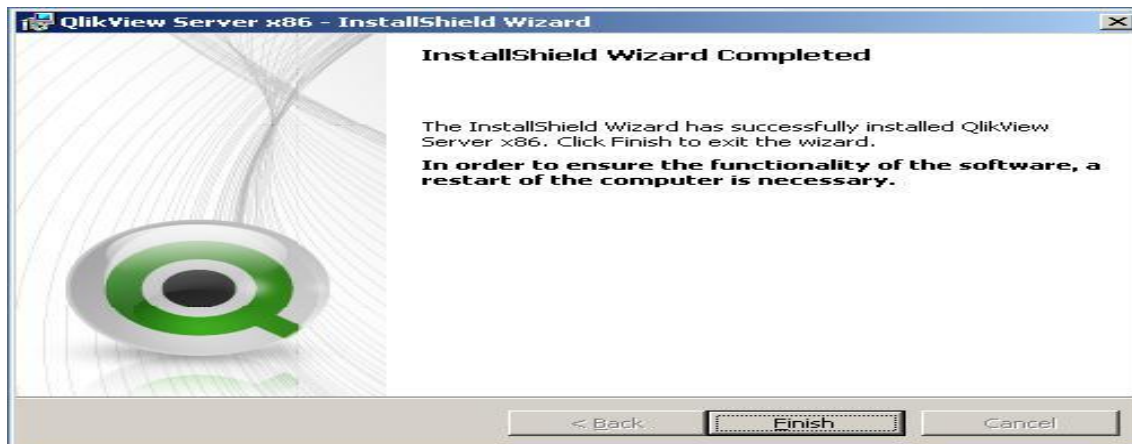 QlikView Server x86 - InstallShield Wizard
InstallShield Wizard Completed
The InstallShield Wizard has successfully installed QlikView
Server x86. Click Finish to exit the wizard.
In order to ensure the functionality of the software, a
restart of the computer is necessary.
< Back
Finish
Cancel